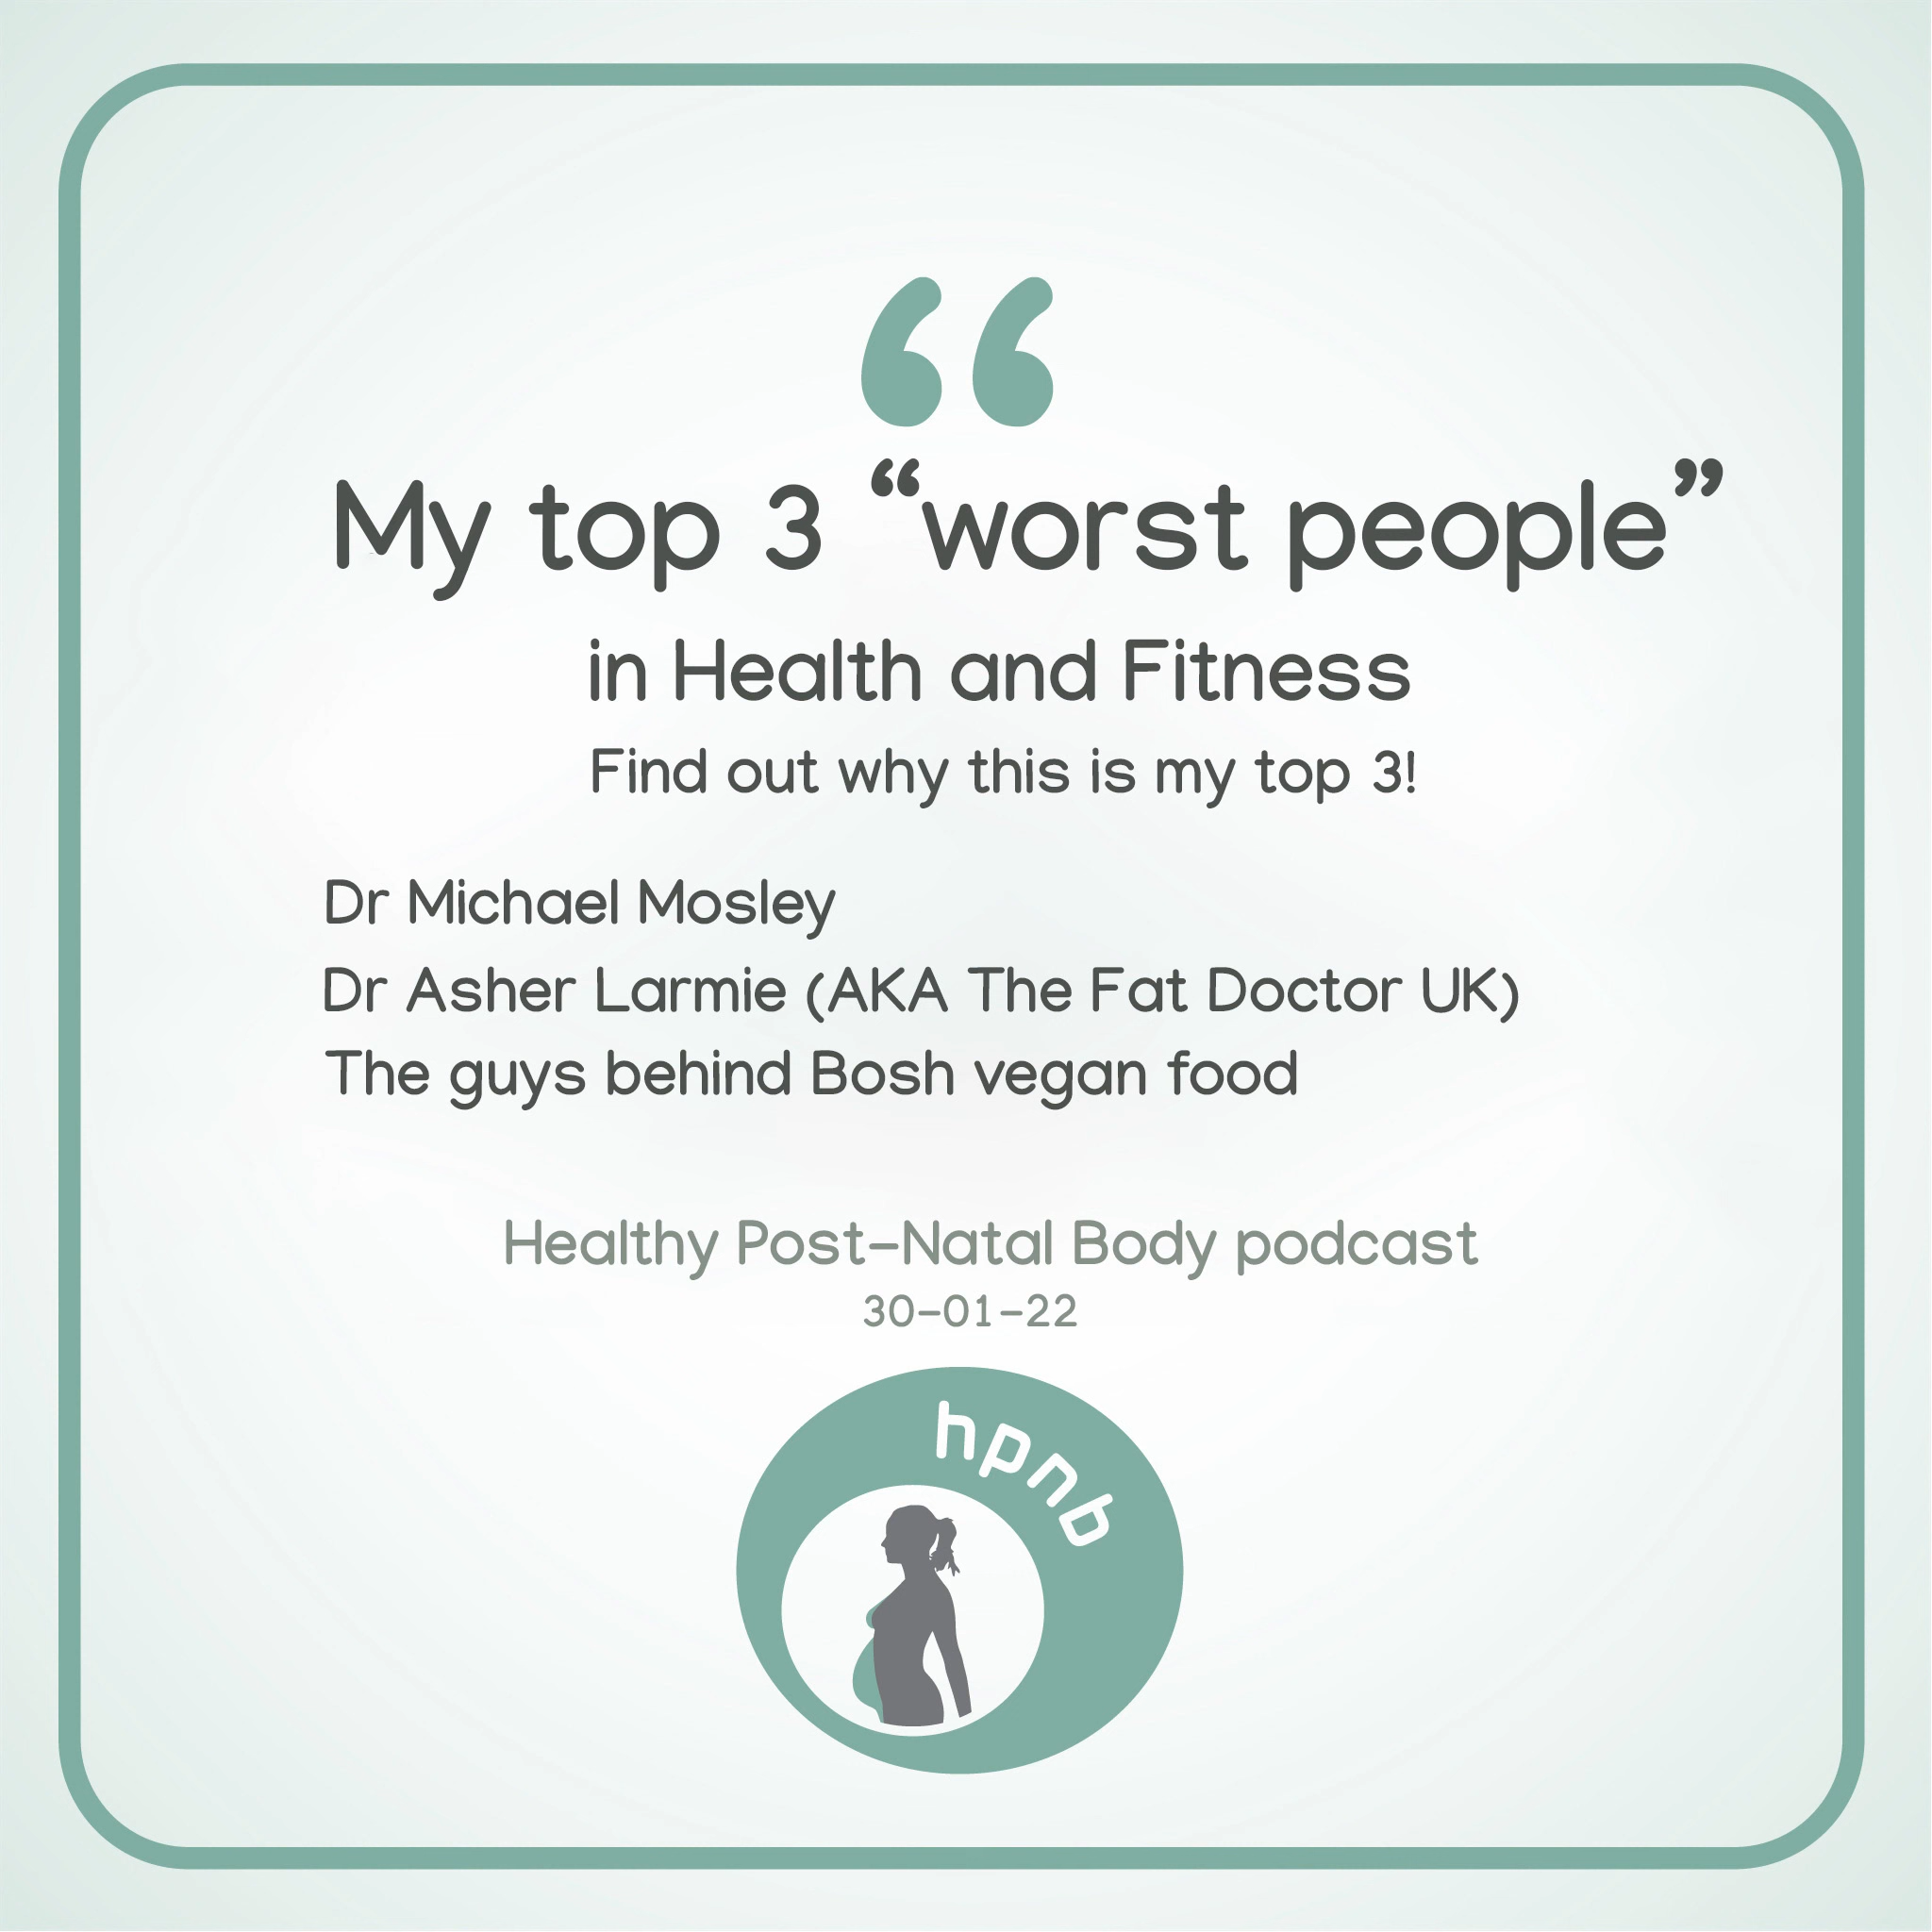 “
My top 3 “worst people”
in Health and Fitness
Find out why this is my top 3!
Dr Michael Mosley
Dr Asher Larmie (AKA The Fat Doctor UK)
The guys behind Bosh vegan food
Healthy Post-Natal Body podcast
30-01-22
hpnb